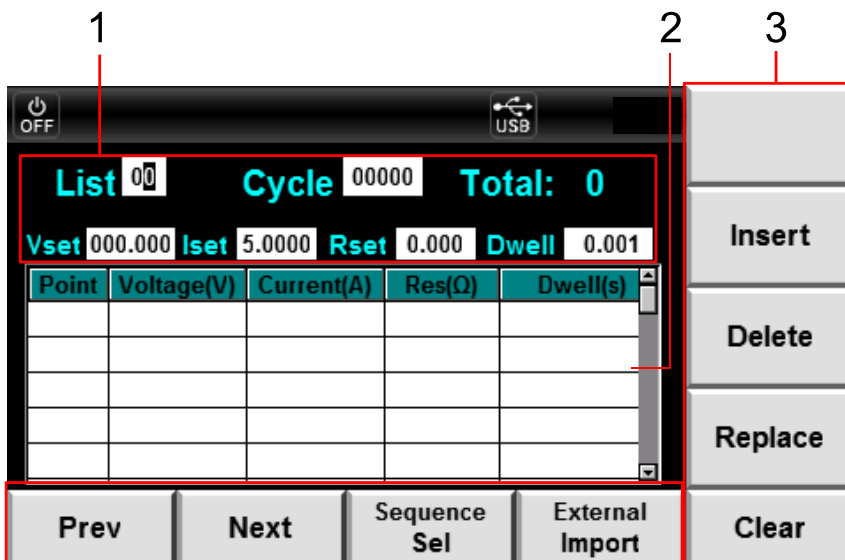 1 2 3
OFF USB
List 00 Cycle 00000 Total: 0
Vset 000.000 Iset 5.0000 Rset 0.000 Dwell 0.001
Point Voltage(V) Current(A) Res(Ω) Dwell(s)
Insert
Delete
Replace
Prev Next Sequence Sel External Import Clear